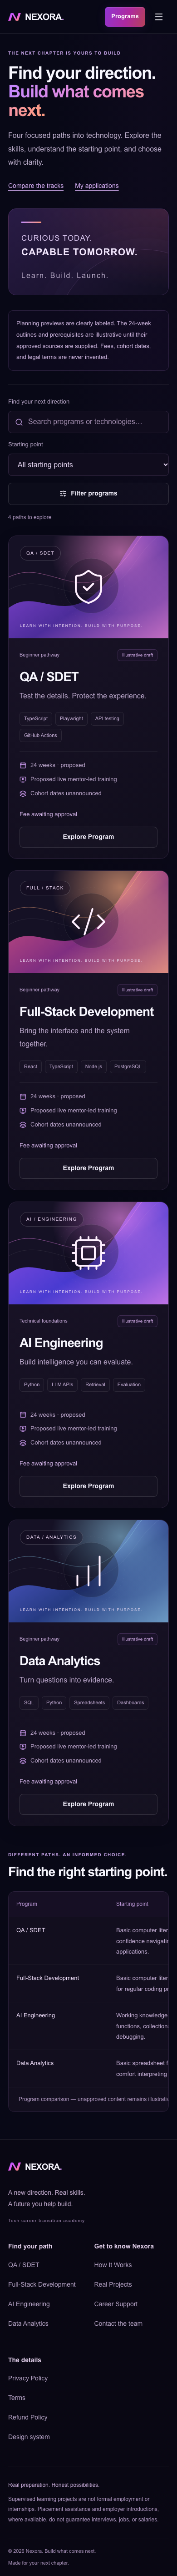 NEXORA.
Programs
THE NEXT CHAPTER IS YOURS TO BUILD
Find your direction.
Build what comes
next.
Four focused paths into technology. Explore the
skills, understand the starting point, and choose
with clarity.
Compare the tracks
My applications
CURIOUS TODAY.
CAPABLE TOMORROW.
Learn. Build. Launch.
Planning previews are clearly labeled. The 24-week
outlines and prerequisites are illustrative until their
approved sources are supplied. Fees, cohort dates,
and legal terms are never invented.
Find your next direction
Search programs or technologies…
Starting point
All starting points
Filter programs
4 paths to explore
QA / SDET
LEARN WITH INTENTION. BUILD WITH PURPOSE.
Beginner pathway
Illustrative draft
QA / SDET
Test the details. Protect the experience.
TypeScript
Playwright
API testing
GitHub Actions
24 weeks · proposed
Proposed live mentor-led training
Cohort dates unannounced
Fee awaiting approval
Explore Program
FULL / STACK
LEARN WITH INTENTION. BUILD WITH PURPOSE.
Beginner pathway
Illustrative draft
Full-Stack Development
Bring the interface and the system
together.
React
TypeScript
Node.js
PostgreSQL
24 weeks · proposed
Proposed live mentor-led training
Cohort dates unannounced
Fee awaiting approval
Explore Program
AI / ENGINEERING
LEARN WITH INTENTION. BUILD WITH PURPOSE.
Technical foundations
Illustrative draft
AI Engineering
Build intelligence you can evaluate.
Python
LLM APIs
Retrieval
Evaluation
24 weeks · proposed
Proposed live mentor-led training
Cohort dates unannounced
Fee awaiting approval
Explore Program
DATA / ANALYTICS
LEARN WITH INTENTION. BUILD WITH PURPOSE.
Beginner pathway
Illustrative draft
Data Analytics
Turn questions into evidence.
SQL
Python
Spreadsheets
Dashboards
24 weeks · proposed
Proposed live mentor-led training
Cohort dates unannounced
Fee awaiting approval
Explore Program
DIFFERENT PATHS. AN INFORMED CHOICE.
Find the right starting point.
Program
Starting point
QA / SDET
Basic computer liter
confidence navigatin
applications.
Full-Stack Development
Basic computer liter
for regular coding pr
AI Engineering
Working knowledge
functions, collection
debugging.
Data Analytics
Basic spreadsheet f
comfort interpreting
Program comparison — unapproved content remains illustrativ
NEXORA.
A new direction. Real skills.
A future you help build.
Tech career transition academy
Find your path
QA / SDET
Full-Stack Development
AI Engineering
Data Analytics
Get to know Nexora
How It Works
Real Projects
Career Support
Contact the team
The details
Privacy Policy
Terms
Refund Policy
Design system
Real preparation. Honest possibilities.
Supervised learning projects are not formal employment or
internships. Placement assistance and employer introductions,
where available, do not guarantee interviews, jobs, or salaries.
© 2026 Nexora. Build what comes next.
Made for your next chapter.